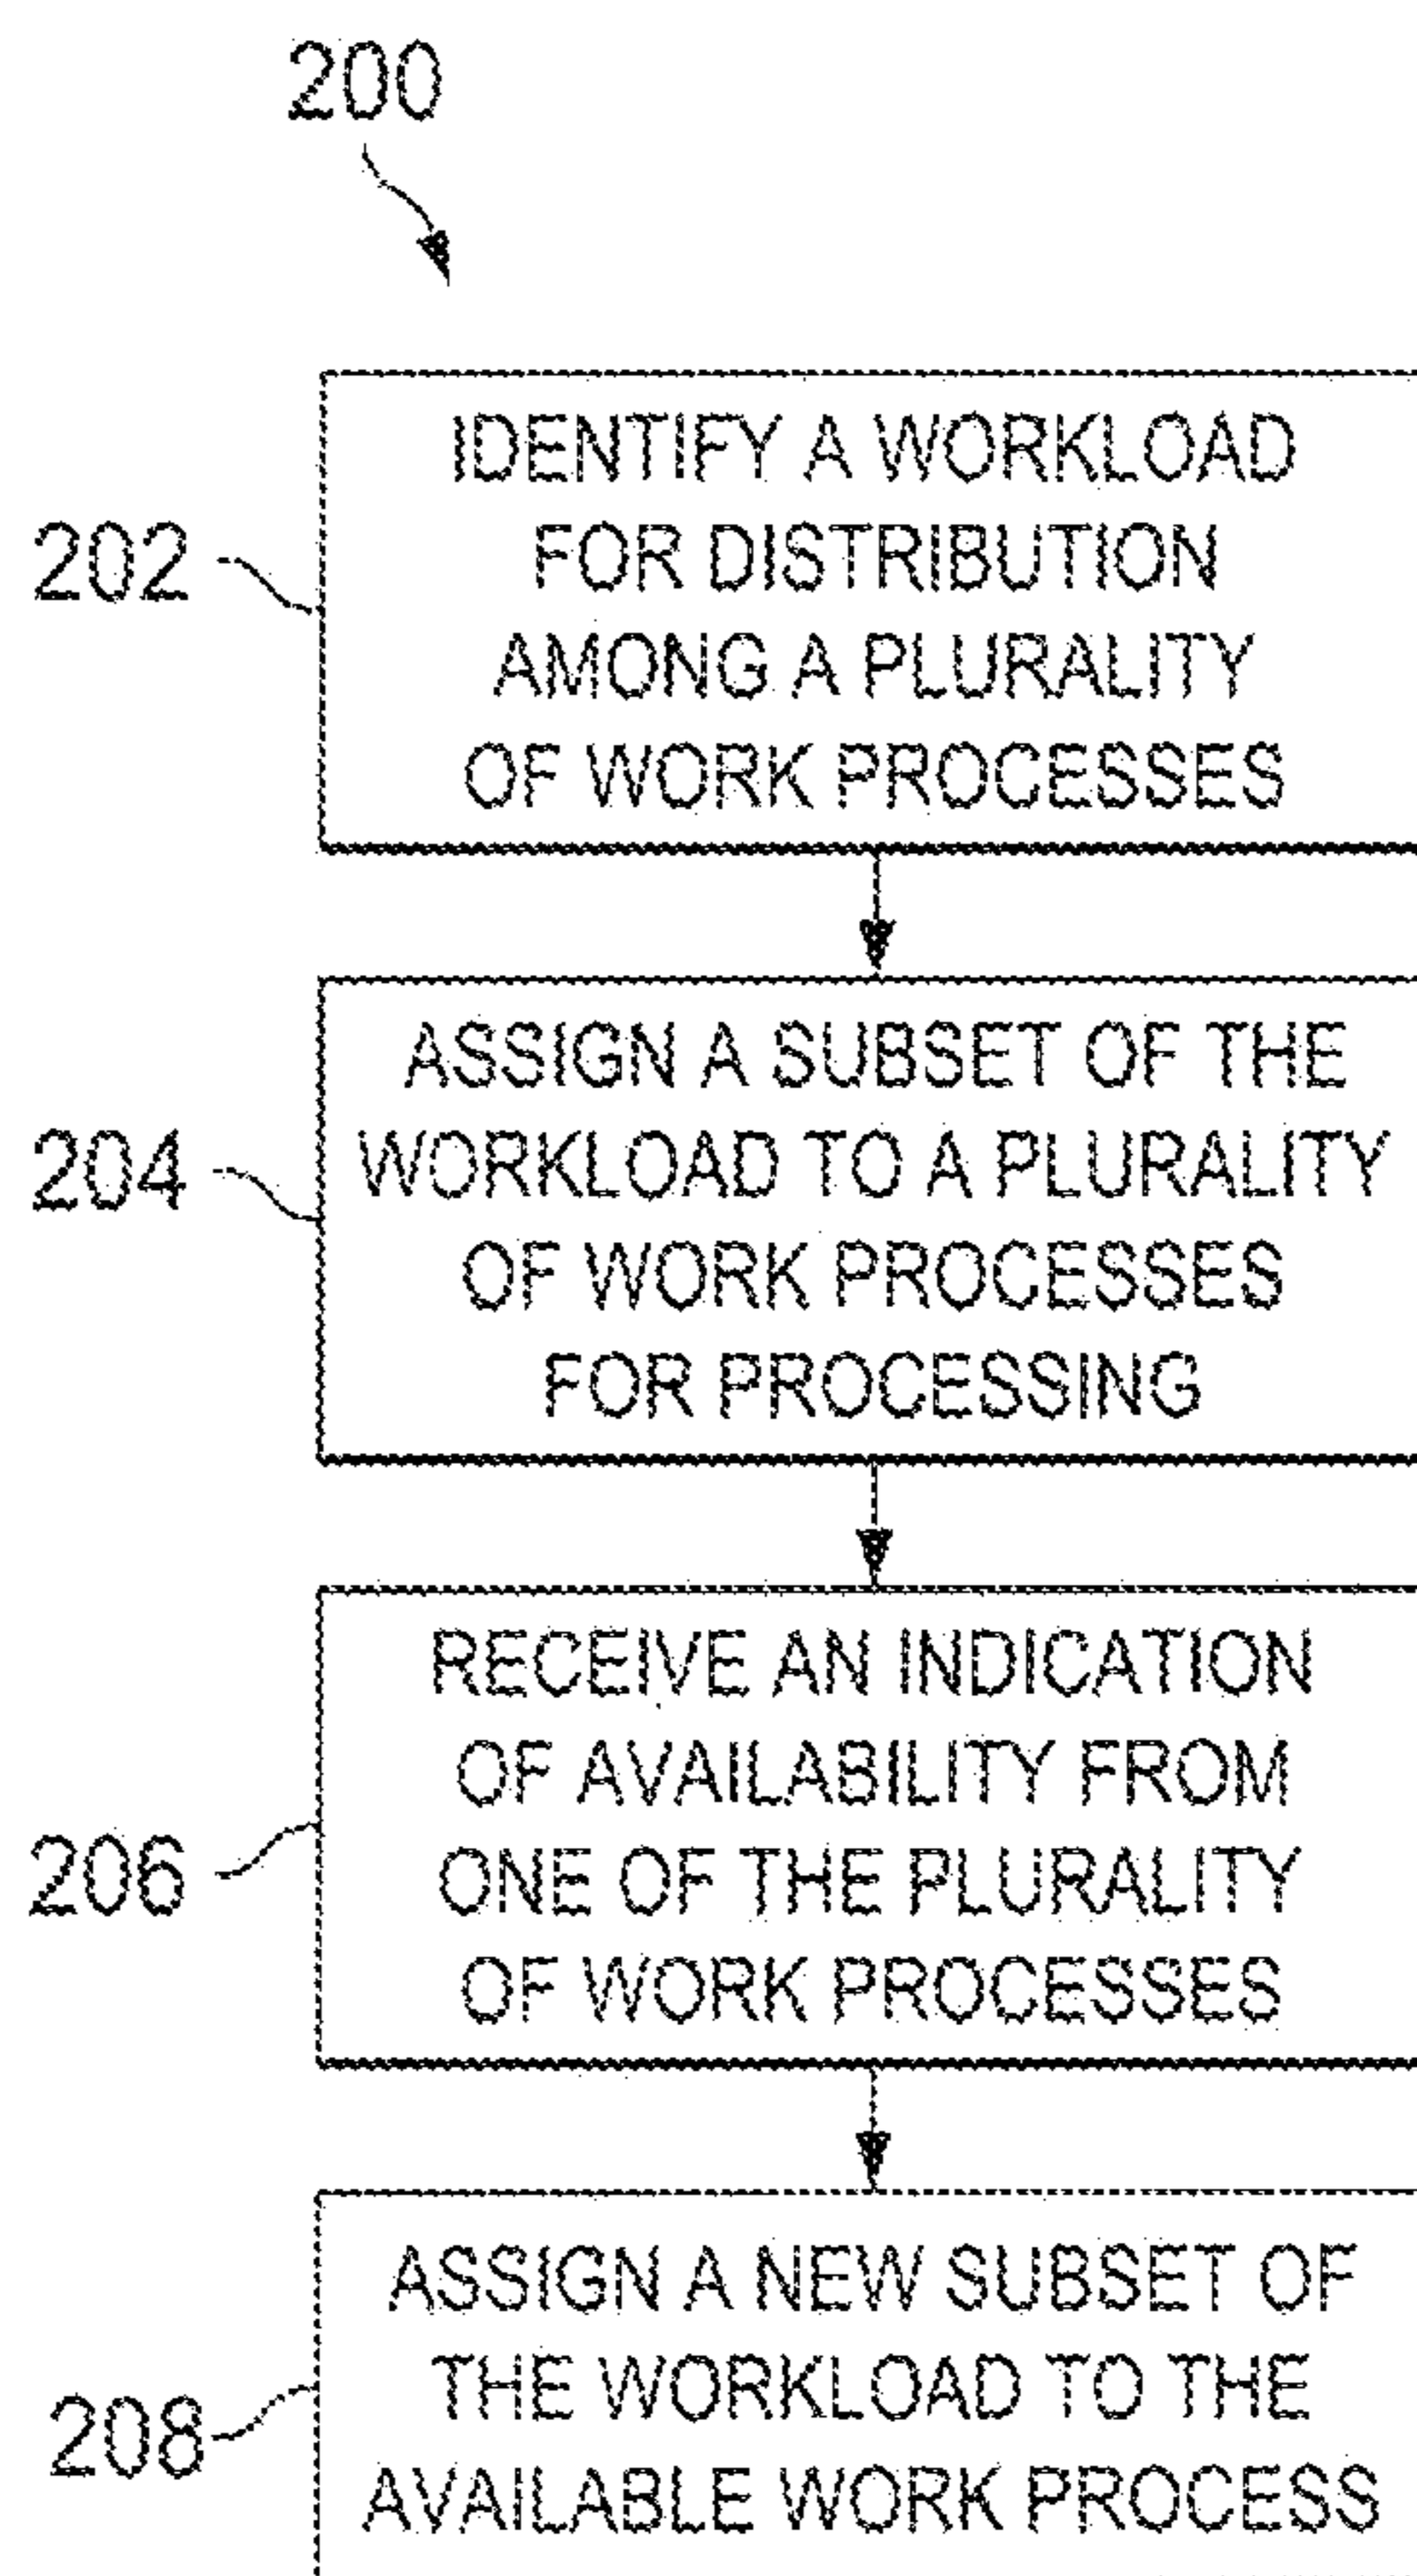 200
202
IDENTIFY A WORKLOAD
FOR DISTRIBUTION
AMONG A PLURALITY
OF WORK PROCESSES
204
ASSIGN A SUBSET OF THE
WORKLOAD TO A PLURALITY
OF WORK PROCESSES
FOR PROCESSING
206
RECEIVE AN INDICATION
OF AVAILABILITY FROM
ONE OF THE PLURALITY
OF WORK PROCESSES
208
ASSIGN A NEW SUBSET OF
THE WORKLOAD TO THE
AVAILABLE WORK PROCESS